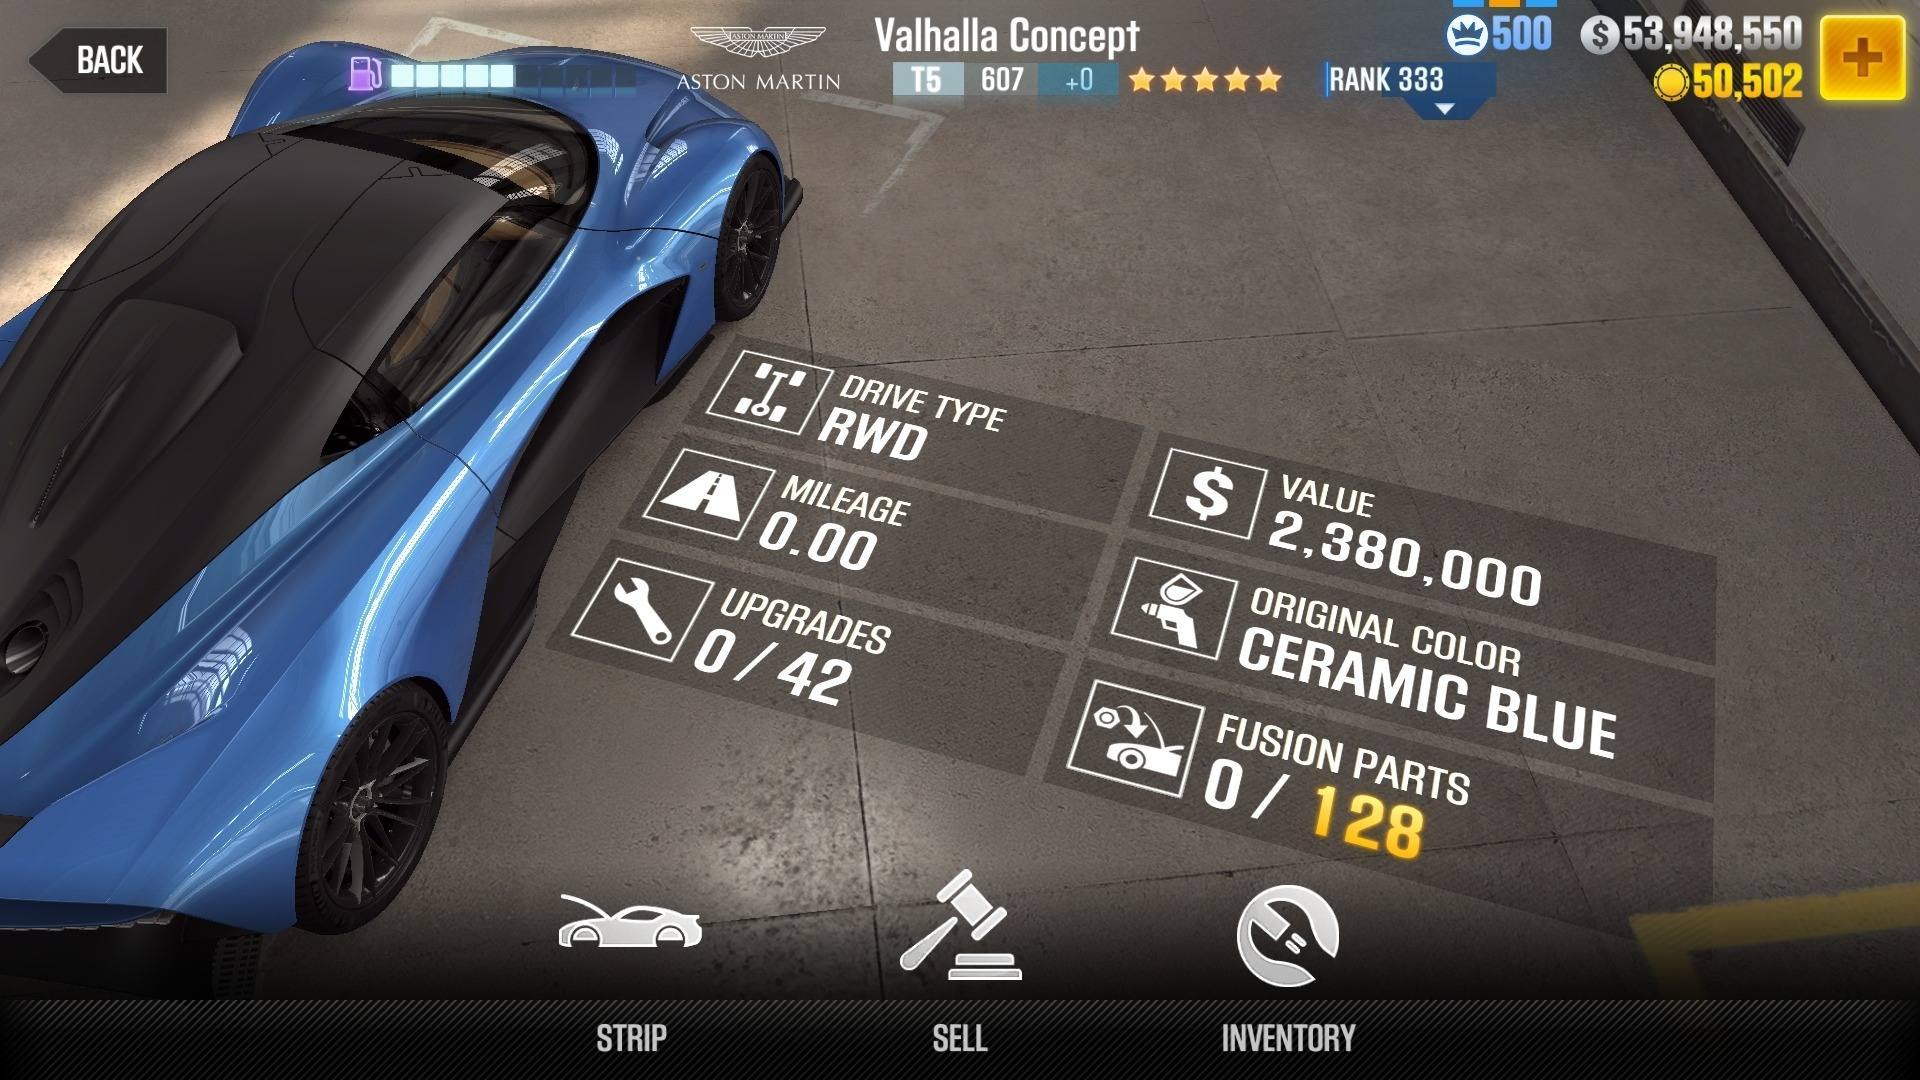 BACK
ASTON MARTIN
ASTON MARTIN
Valhalla Concept
T5 607 +0
RANK 333
500
$ 53,948,550
50,502
DRIVE TYPE
RWD
MILEAGE
0.00
UPGRADES
0 / 42
$ VALUE
2,380,000
ORIGINAL COLOR
CERAMIC BLUE
FUSION PARTS
0 / 128
STRIP
SELL
INVENTORY